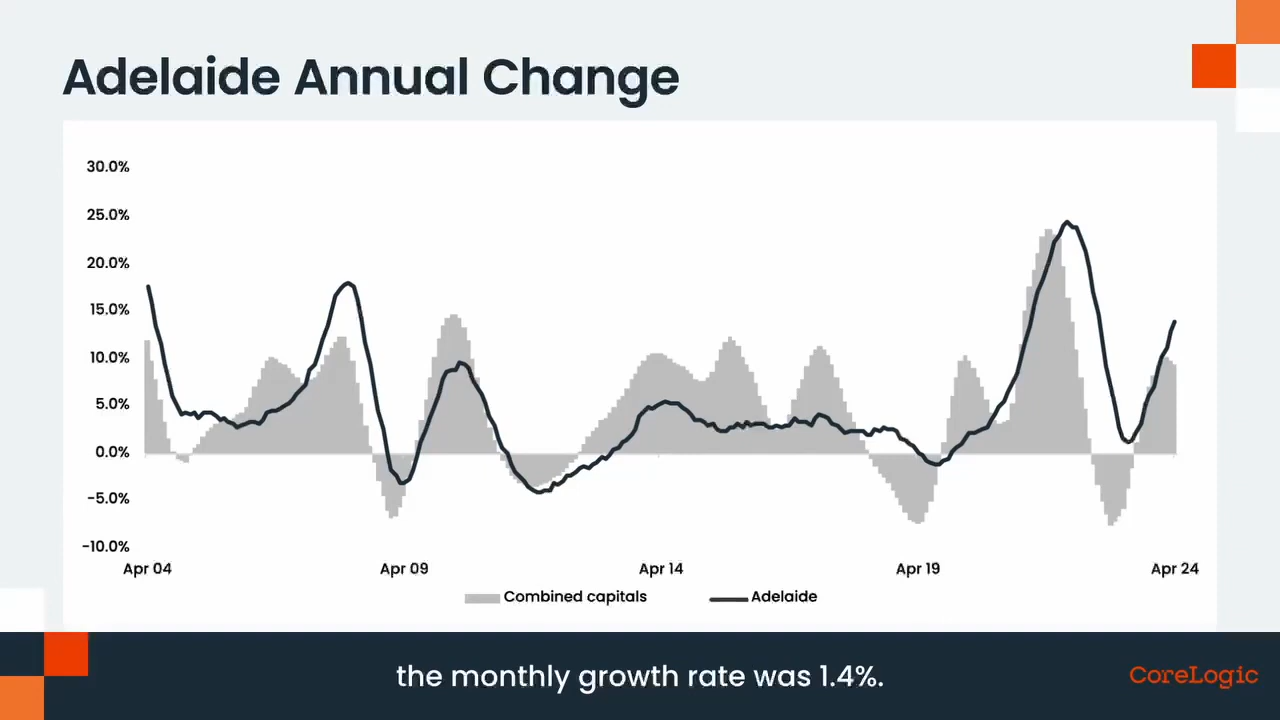 Adelaide Annual Change
30.0%
25.0%
20.0%
15.0%
10.0%
5.0%
0.0%
-5.0%
-10.0%
Apr 04 Apr 09 Apr 14 Apr 19 Apr 24
Combined capitals Adelaide
the monthly growth rate was 1.4%.
CoreLogic